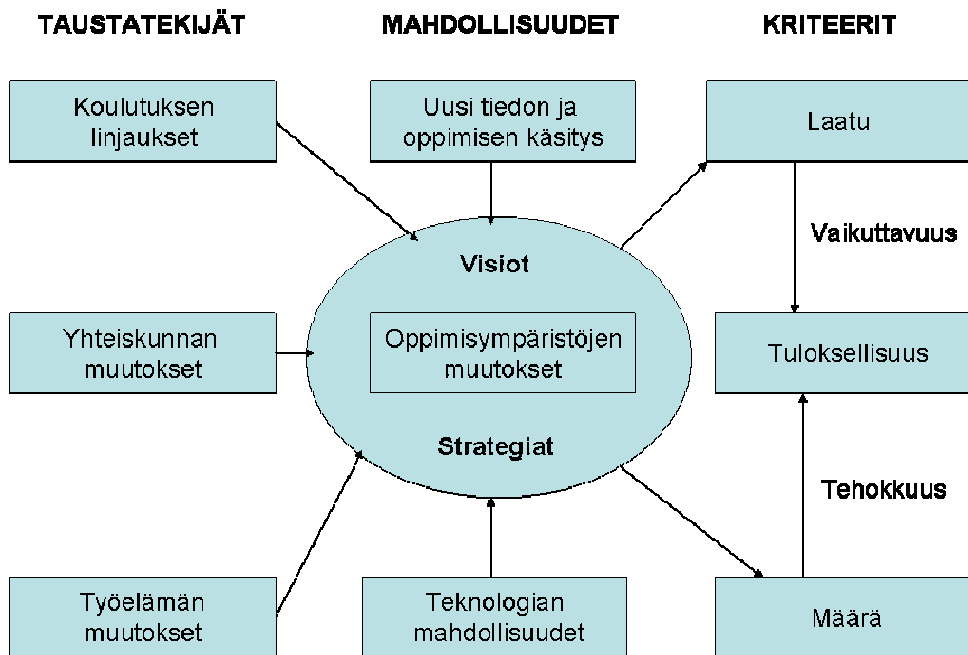 TAUSTATEKIJÄT
MAHDOLLISUUDET
KRITEERIT
Koulutuksen
linjaukset
Uusi tiedon ja
oppimisen käsitys
Laatu
Visiot
Vaikuttavuus
Yhteiskunnan
muutokset
Oppimisympäristöjen
muutokset
Tuloksellisuus
Strategiat
Tehokkuus
Työelämän
muutokset
Teknologian
mahdollisuudet
Määrä